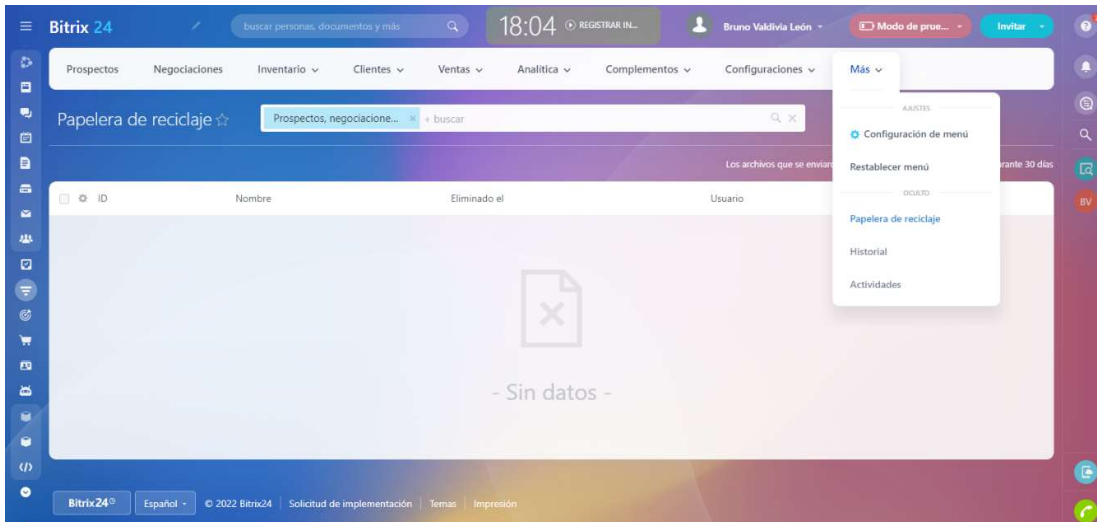 Bitrix 24
buscar personas, documentos y más
18:04 REGISTRAR IN...
Bruno Valdivia León
Modo de prue...
Invitar
Prospectos Negociaciones Inventario Clientes Ventas Analítica Complementos Configuraciones Más
Papelera de reciclaje
Prospectos, negociacione... × + buscar
AJUSTES
Configuración de menú
Restablecer menú
OCULTO
Papelera de reciclaje
Historial
Actividades
Los archivos que se enviaron
durante 30 días
ID Nombre Eliminado el Usuario
BV
- Sin datos -
Bitrix24 Español © 2022 Bitrix24 Solicitud de implementación Temas Impresión